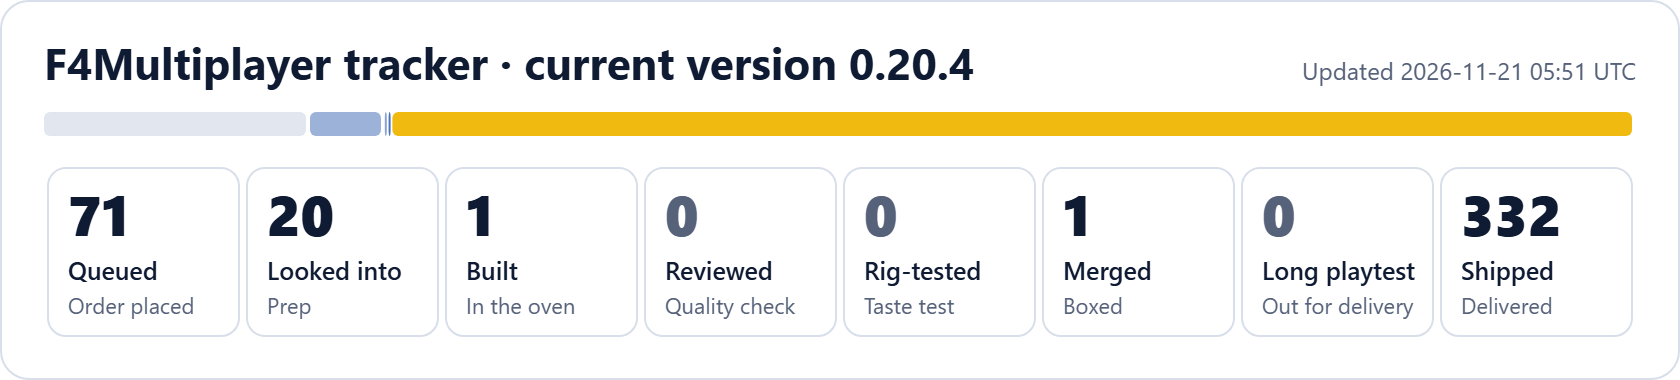 F4Multiplayer tracker · current version 0.20.4
Updated 2026-11-21 05:51 UTC
71
Queued
Order placed
20
Looked into
Prep
1
Built
In the oven
0
Reviewed
Quality check
0
Rig-tested
Taste test
1
Merged
Boxed
0
Long playtest
Out for delivery
332
Shipped
Delivered